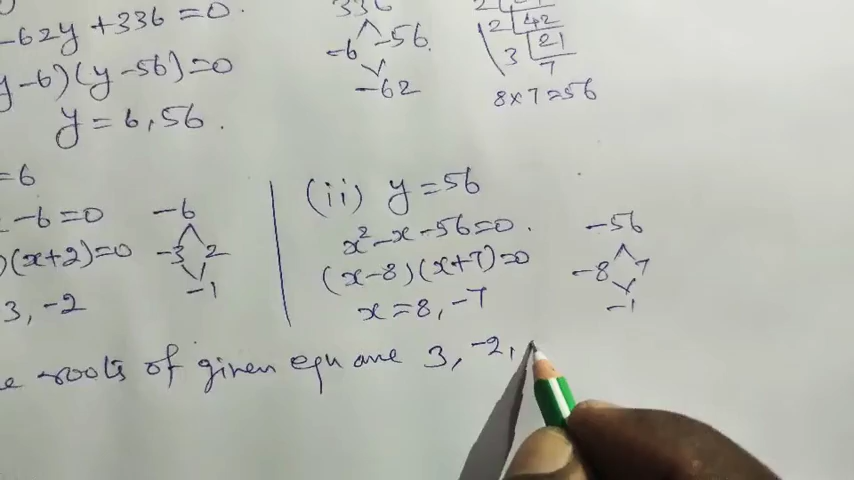 -62y + 336 = 0.
y-6)(y-56)=0
y = 6, 56.
336
-6 -56
-62
2 42
3 21
7
8×7=56
=6
-6=0
)(x+2)=0
3, -2
-6
-3 2
-1
(ii) y = 56
x²-x-56=0.
(x-8)(x+7)=0
x = 8, -7
-56
-8 7
-1
roots of given equ are 3, -2,